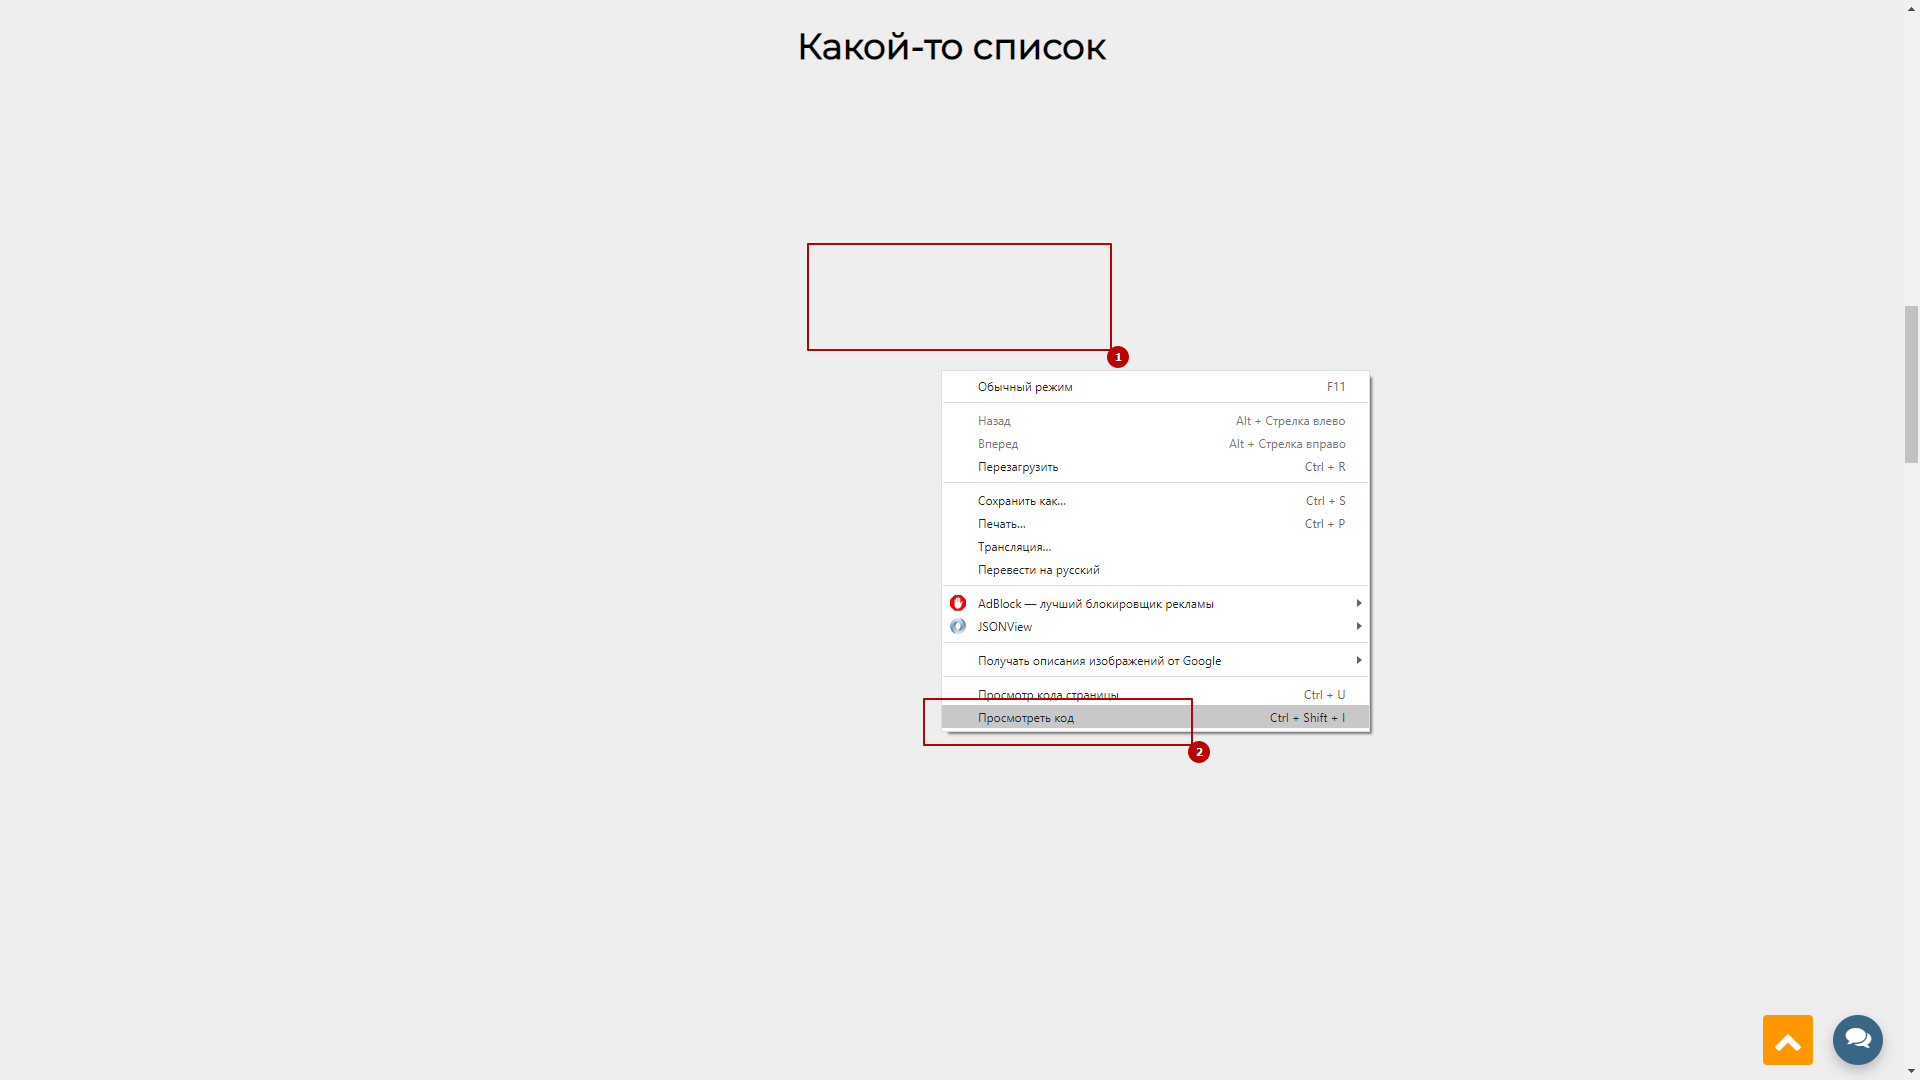 Какой-то список
1
Обычный режим F11
Назад Alt + Стрелка влево
Вперед Alt + Стрелка вправо
Перезагрузить Ctrl + R
Сохранить как... Ctrl + S
Печать... Ctrl + P
Трансляция...
Перевести на русский
AdBlock — лучший блокировщик рекламы
JSONView
Получать описания изображений от Google
Просмотр кода страницы Ctrl + U
Просмотреть код Ctrl + Shift + I
2